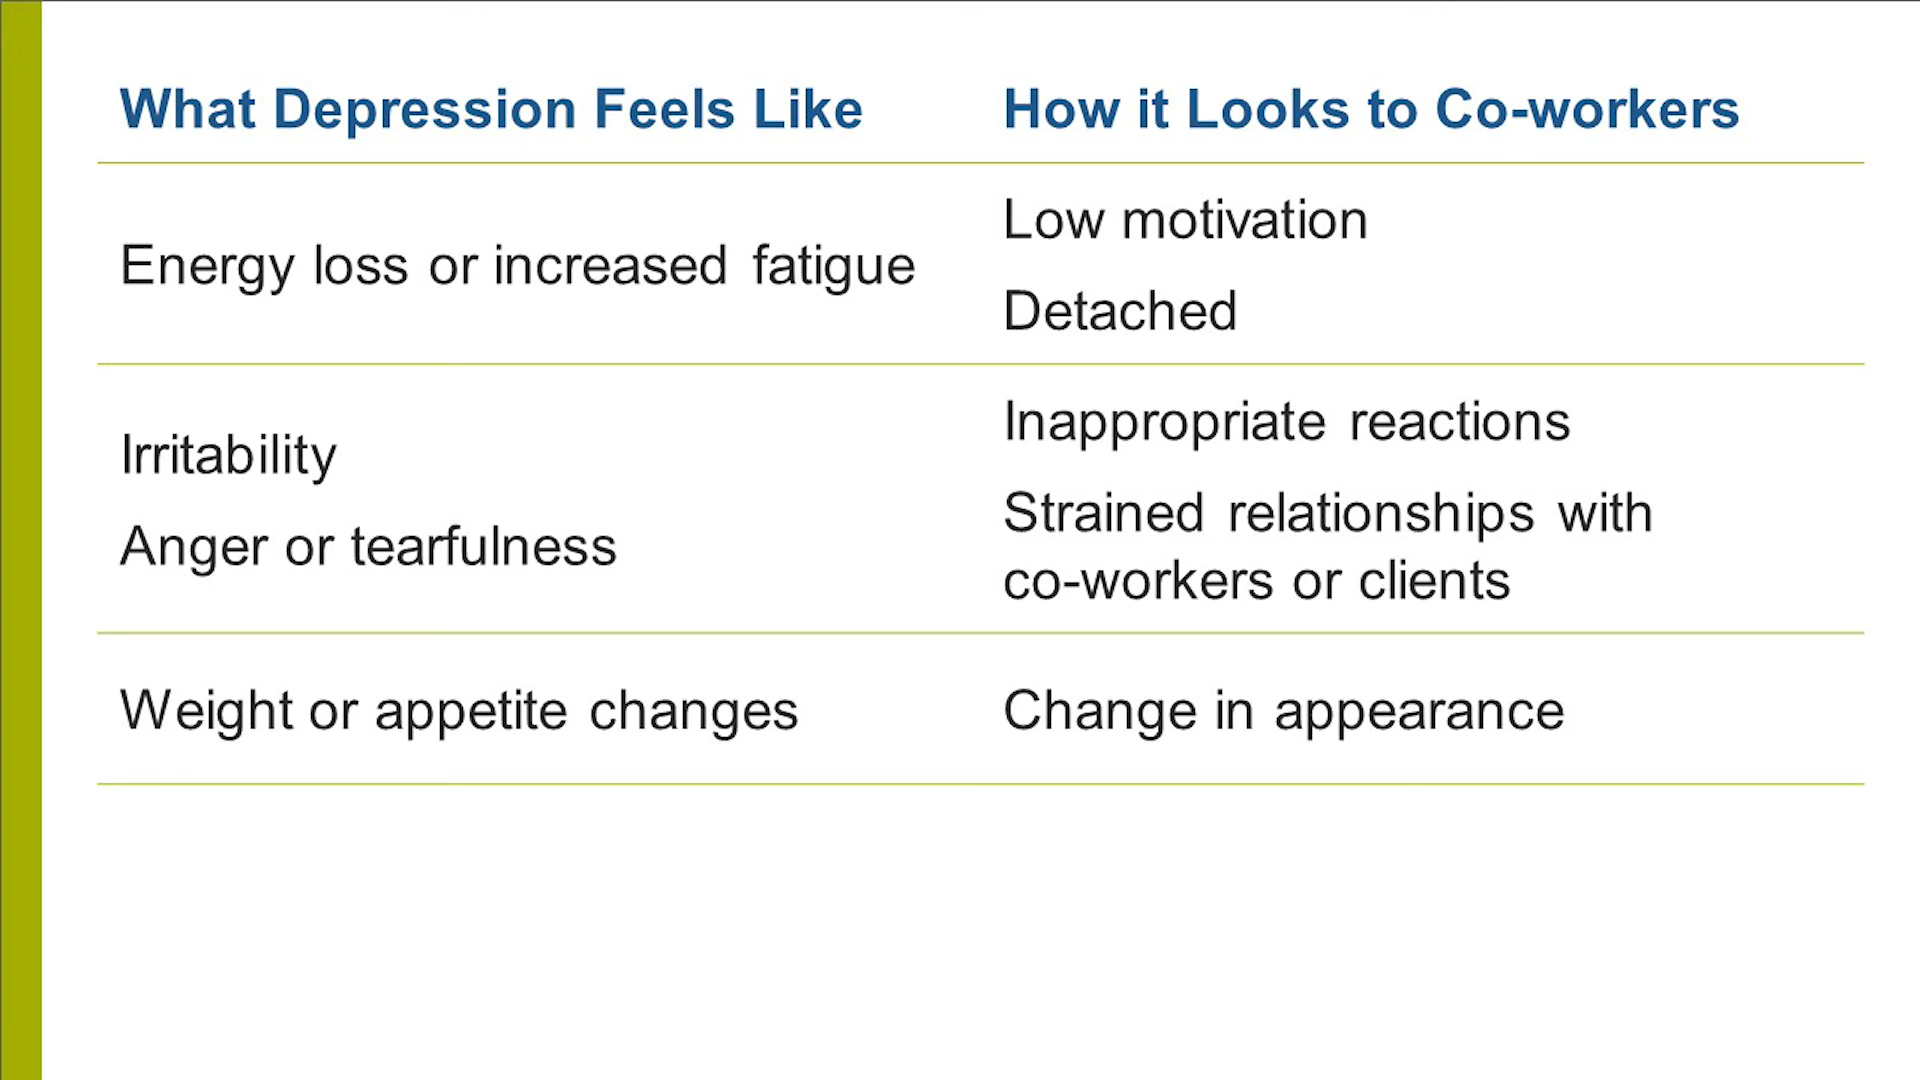 What Depression Feels Like
How it Looks to Co-workers
Energy loss or increased fatigue
Low motivation
Detached
Irritability
Anger or tearfulness
Inappropriate reactions
Strained relationships with
co-workers or clients
Weight or appetite changes
Change in appearance